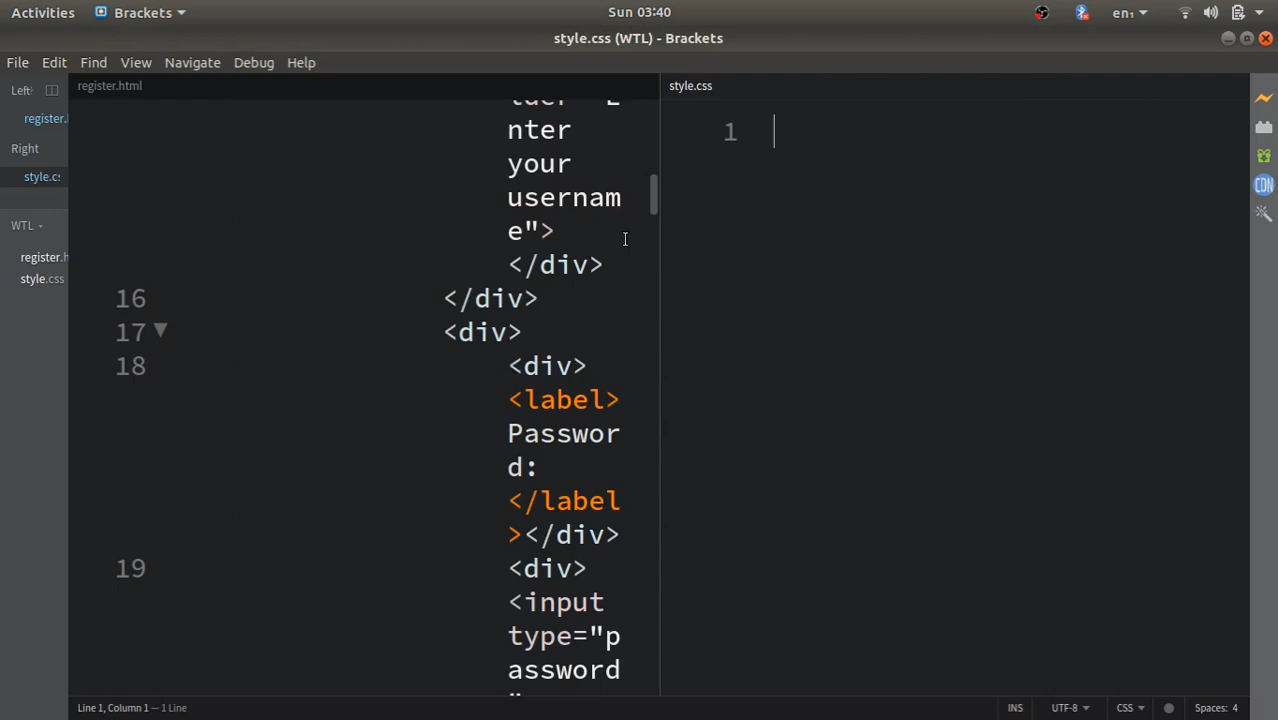 Activities Brackets Sun 03:40 en₁
style.css (WTL) - Brackets
File Edit Find View Navigate Debug Help
Left
register.h
Right
style.cs
WTL
register.h
style.css
register.html
nter
your
usernam
e">
</div>
16 </div>
17 <div>
18 <div>
<label>
Passwor
d:
</label
></div>
19 <div>
<input
type="p
assword
"
style.css
1
CDN
Line 1, Column 1 — 1 Line INS UTF-8 CSS Spaces: 4